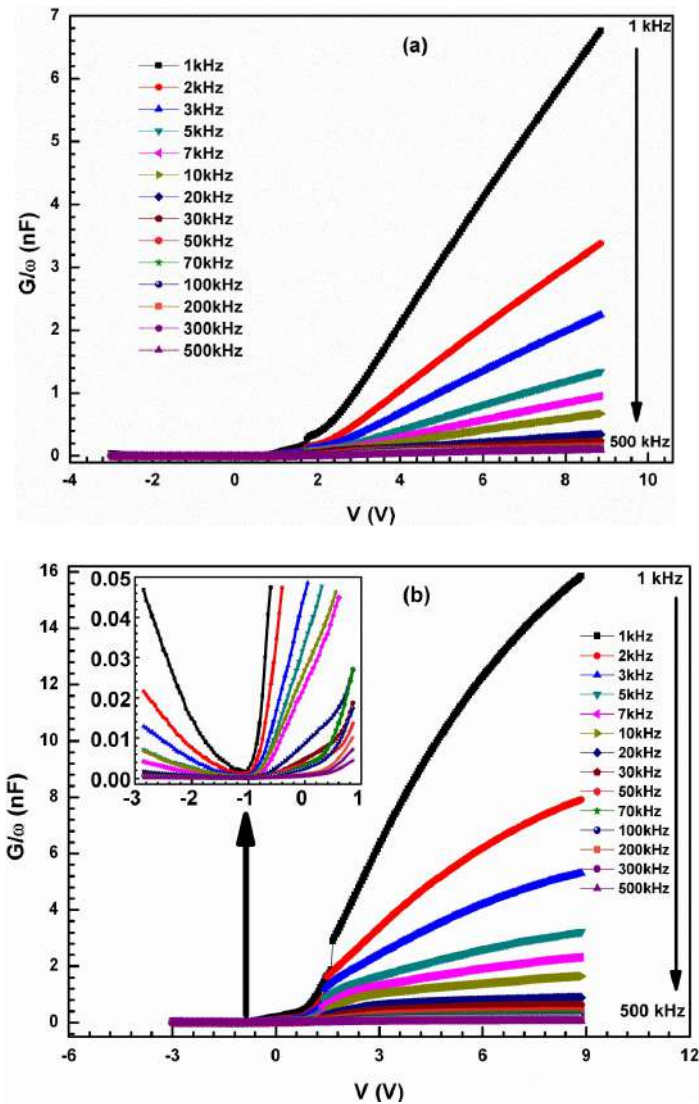 7
6
5
4
3
2
1
0
G/ω (nF)
(a)
1 kHz
1kHz
2kHz
3kHz
5kHz
7kHz
10kHz
20kHz
30kHz
50kHz
70kHz
100kHz
200kHz
300kHz
500kHz
500 kHz
-4 -2 0 2 4 6 8 10
V (V)
16
14
12
10
8
6
4
2
0
G/ω (nF)
0.05
0.04
0.03
0.02
0.01
0.00
-3 -2 -1 0 1
(b)
1 kHz
1kHz
2kHz
3kHz
5kHz
7kHz
10kHz
20kHz
30kHz
50kHz
70kHz
100kHz
200kHz
300kHz
500kHz
500 kHz
-6 -3 0 3 6 9 12
V (V)